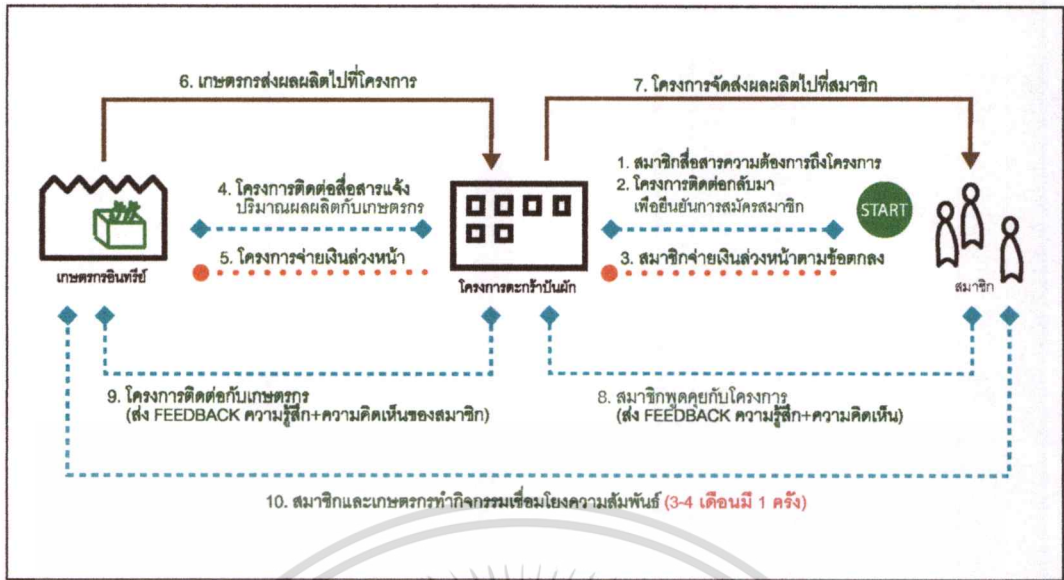 6. เกษตรกรส่งผลผลิตไปที่โครงการ
7. โครงการจัดส่งผลผลิตไปที่สมาชิก
1. สมาชิกสื่อสารความต้องการถึงโครงการ
2. โครงการติดต่อกลับมา
เพื่อยืนยันการสมัครสมาชิก
START
4. โครงการติดต่อสื่อสารแจ้ง
ปริมาณผลผลิตกับเกษตรกร
5. โครงการจ่ายเงินล่วงหน้า
3. สมาชิกจ่ายเงินล่วงหน้าตามข้อตกลง
เกษตรกรอินทรีย์
โครงการตะกร้าปันผัก
สมาชิก
9. โครงการติดต่อกับเกษตรกร
(ส่ง FEEDBACK ความรู้สึก+ความคิดเห็นของสมาชิก)
8. สมาชิกพูดคุยกับโครงการ
(ส่ง FEEDBACK ความรู้สึก+ความคิดเห็น)
10. สมาชิกและเกษตรกรทำกิจกรรมเชื่อมโยงความสัมพันธ์ (3-4 เดือนมี 1 ครั้ง)